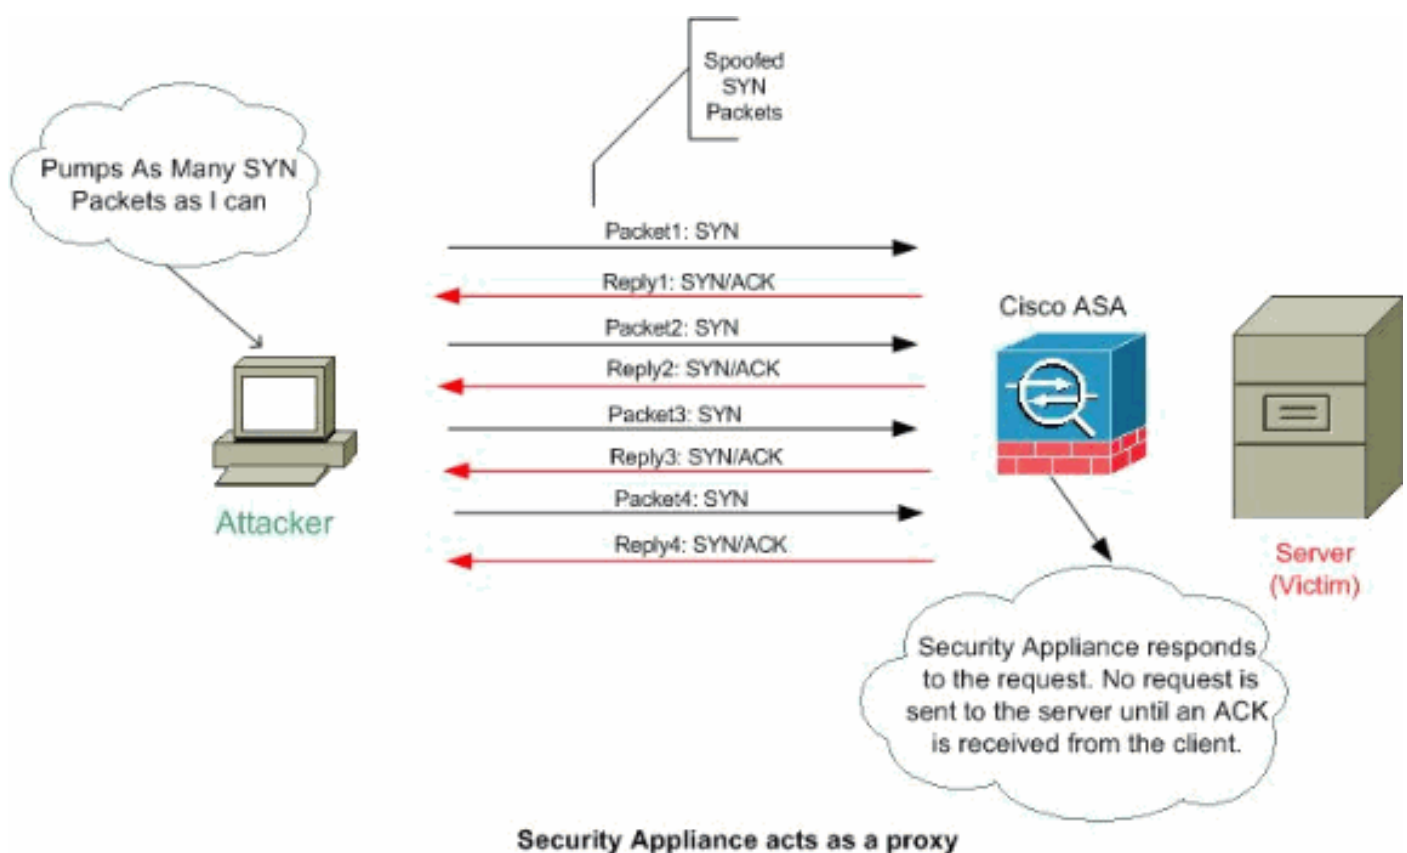 Spoofed
SYN
Packets
Pumps As Many SYN
Packets as I can
Packet1: SYN
Reply1: SYN/ACK
Packet2: SYN
Reply2: SYN/ACK
Packet3: SYN
Reply3: SYN/ACK
Packet4: SYN
Reply4: SYN/ACK
Attacker
Cisco ASA
Server
(Victim)
Security Appliance responds
to the request. No request is
sent to the server until an ACK
is received from the client.
Security Appliance acts as a proxy